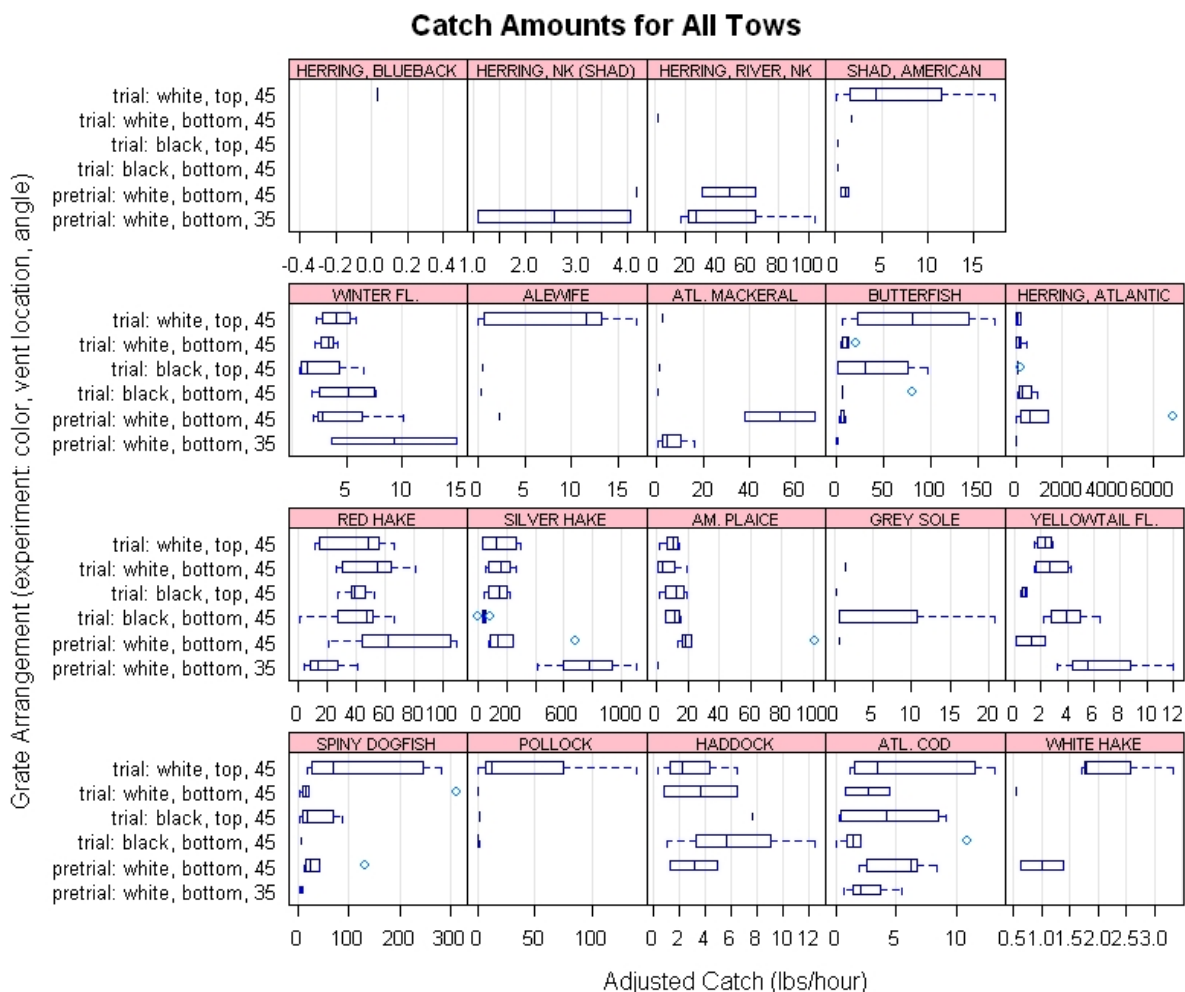 Catch Amounts for All Tows
HERRING, BLUEBACK HERRING, NK (SHAD) HERRING, RIVER, NK SHAD, AMERICAN
trial: white, top, 45
trial: white, bottom, 45
trial: black, top, 45
trial: black, bottom, 45
pretrial: white, bottom, 45
pretrial: white, bottom, 35
-0.4 -0.2 0.0 0.2 0.4 1.0 2.0 3.0 4.0 0 20 40 60 80 100 0 5 10 15
WINTER FL. ALEWIFE ATL. MACKERAL BUTTERFISH HERRING, ATLANTIC
trial: white, top, 45
trial: white, bottom, 45
trial: black, top, 45
trial: black, bottom, 45
pretrial: white, bottom, 45
pretrial: white, bottom, 35
5 10 15 0 5 10 15 0 20 40 60 0 50 100 150 0 2000 4000 6000
RED HAKE SILVER HAKE AM. PLAICE GREY SOLE YELLOWTAIL FL.
trial: white, top, 45
trial: white, bottom, 45
trial: black, top, 45
trial: black, bottom, 45
pretrial: white, bottom, 45
pretrial: white, bottom, 35
0 20 40 60 80 100 0 200 600 1000 0 20 40 60 80 100 0 5 10 15 20 0 2 4 6 8 10 12
SPINY DOGFISH POLLOCK HADDOCK ATL. COD WHITE HAKE
trial: white, top, 45
trial: white, bottom, 45
trial: black, top, 45
trial: black, bottom, 45
pretrial: white, bottom, 45
pretrial: white, bottom, 35
0 100 200 300 0 50 100 0 2 4 6 8 10 12 0 5 10 0.5 1.0 1.5 2.0 2.5 3.0
Grate Arrangement (experiment: color, vent location, angle)
Adjusted Catch (lbs/hour)